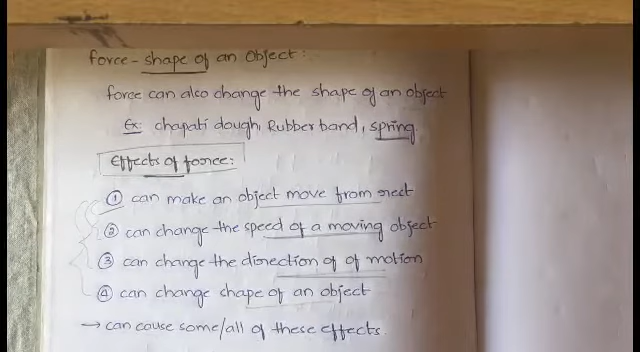 force - shape of an object:
force can also change the shape of an object
Ex: chapati dough, Rubber band, spring.
Effects of force:
① can make an object move from rest
② can change the speed of a moving object
③ can change the direction of of motion
④ can change shape of an object
→ can cause some/all of these effects.